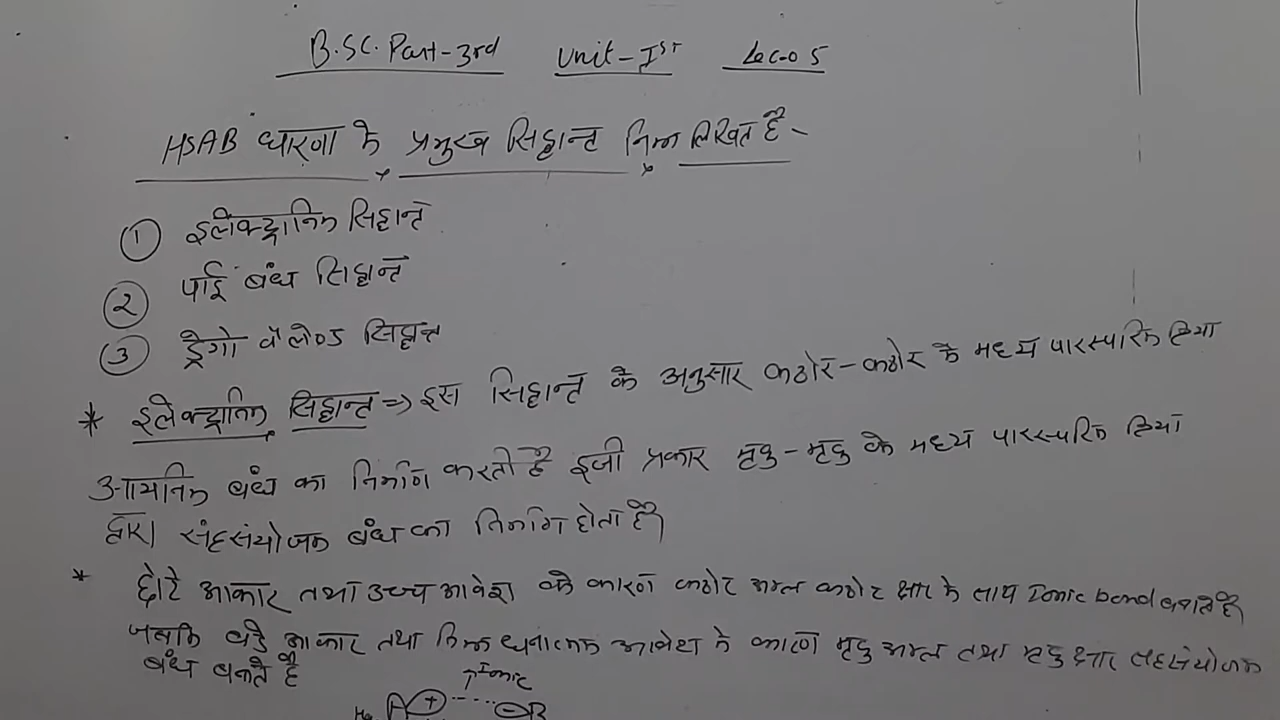 B.SC. Part-3rd Unit-Ist Lec-05
HSAB धारणा के प्रमुख सिद्धान्त निम्न लिखित है -
① इलेक्ट्रानिक सिद्धान्त
② पाई बंध सिद्धान्त
③ ड्रैगो वैलेण्ड सिद्धान्त
* इलेक्ट्रानिक सिद्धान्त => इस सिद्धान्त के अनुसार कठोर-कठोर के मध्य पारस्परिक क्रिया
आयनिक बंध का निर्माण करती है इसी प्रकार मृदु-मृदु के मध्य पारस्परिक क्रिया
द्वारा संहसंयोजक बंध का निर्माण होता है
* छोटे आकार तथा उच्च आवेश के कारण कठोर अम्ल कठोर क्षार के साथ Ionic bond बनाते है
जबकि बड़े आकार तथा निम्न धनात्मक आवेश के कारण मृदु अम्ल तथा मृदु क्षार सहसंयोजक
बंध बनाते है
Ionic
A + B